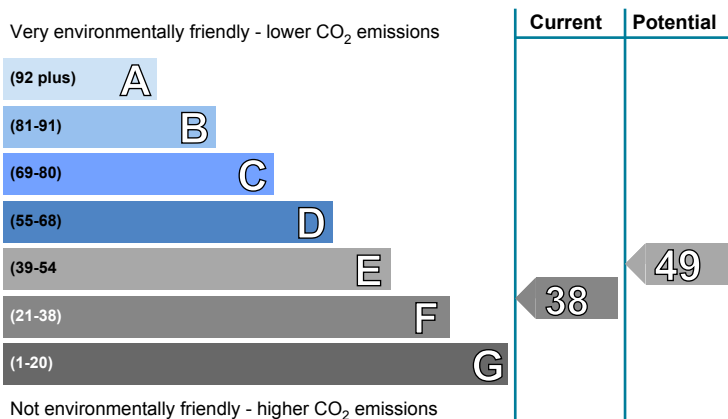 Very environmentally friendly - lower CO₂ emissions
Current
Potential
(92 plus) A
(81-91) B
(69-80) C
(55-68) D
(39-54 E
49
(21-38) F
38
(1-20) G
Not environmentally friendly - higher CO₂ emissions